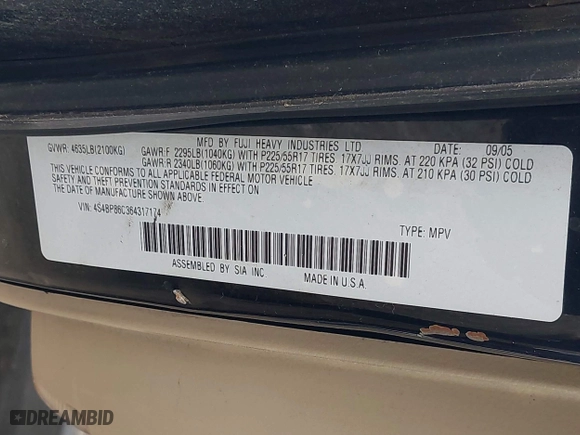 MFD BY FUJI HEAVY INDUSTRIES LTD DATE: 09/05
GVWR: 4635LB(2100KG) GAWR:F 2295LB(1040KG) WITH P225/55R17 TIRES 17X7JJ RIMS. AT 220 KPA (32 PSI) COLD
GAWR:R 2340LB(1060KG) WITH P225/55R17 TIRES 17X7JJ RIMS. AT 210 KPA (30 PSI) COLD
THIS VEHICLE CONFORMS TO ALL APPLICABLE FEDERAL MOTOR VEHICLE
SAFETY AND THEFT PREVENTION STANDARDS IN EFFECT ON
THE DATE OF MANUFACTURE SHOWN ABOVE.
VIN: 4S4BP86C364317174 TYPE: MPV
ASSEMBLED BY SIA INC MADE IN U.S.A.
DREAMBID